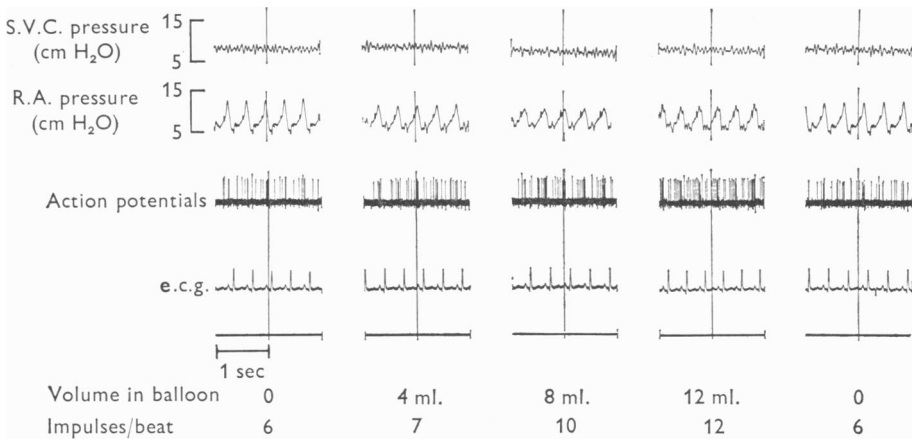 S.V.C. pressure
(cm H₂O)
15
5
R.A. pressure
(cm H₂O)
15
5
Action potentials
e.c.g.
1 sec
Volume in balloon 0 4 ml. 8 ml. 12 ml. 0
Impulses/beat 6 7 10 12 6